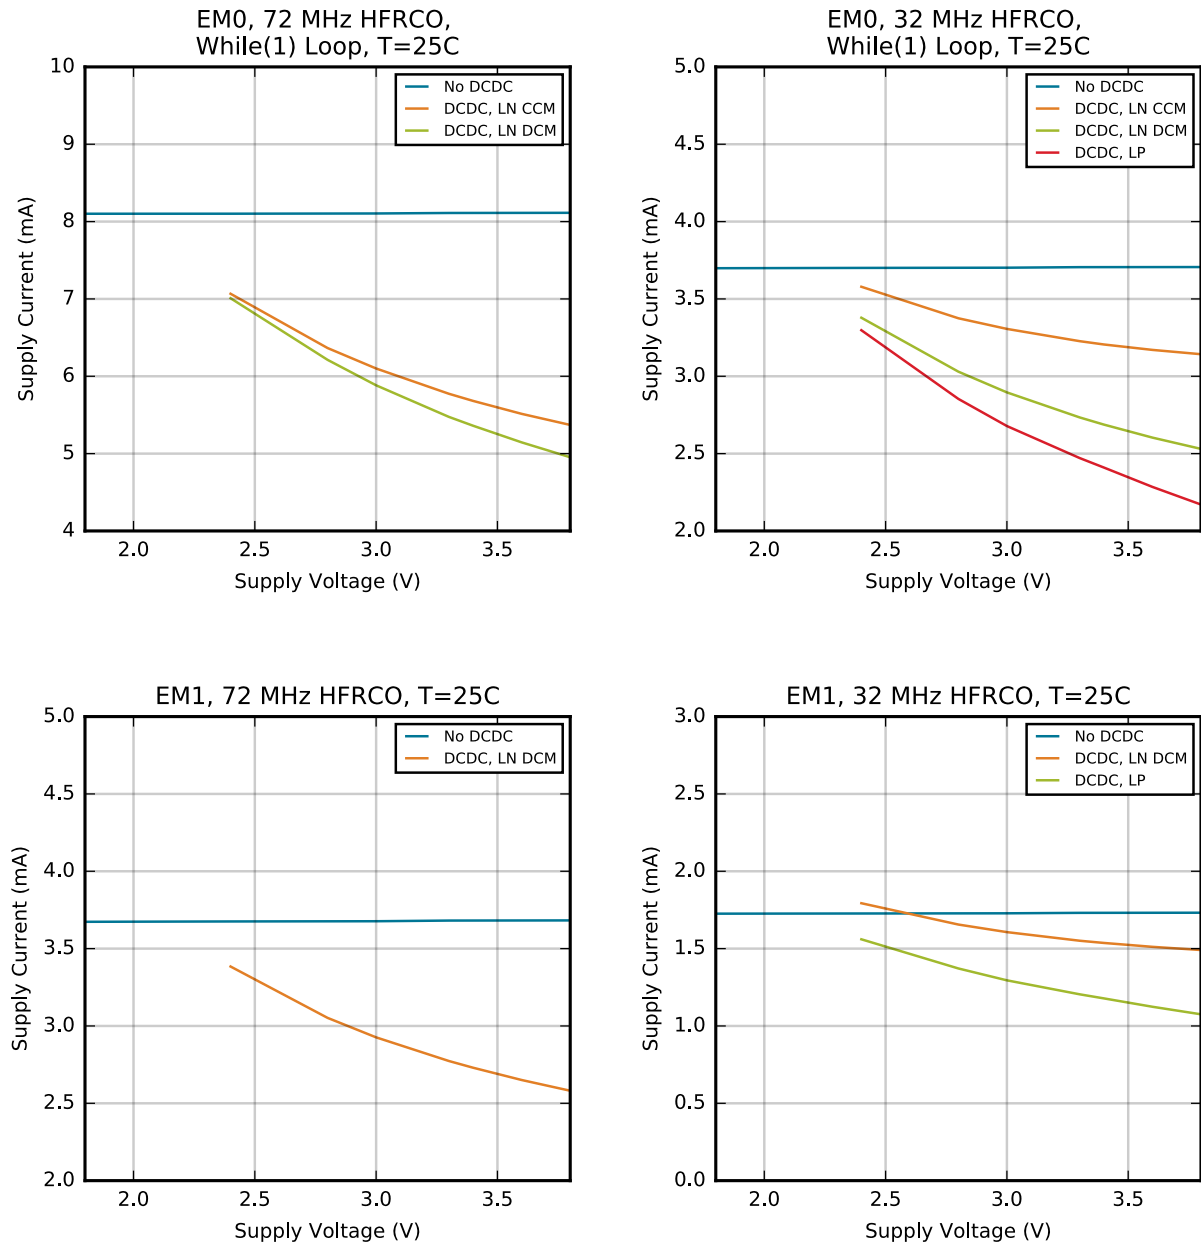 EM0, 72 MHz HFRCO,
While(1) Loop, T=25C
10
9
8
7
6
5
4
Supply Current (mA)
No DCDC
DCDC, LN CCM
DCDC, LN DCM
2.0
2.5
3.0
3.5
Supply Voltage (V)
EM0, 32 MHz HFRCO,
While(1) Loop, T=25C
5.0
4.5
4.0
3.5
3.0
2.5
2.0
Supply Current (mA)
No DCDC
DCDC, LN CCM
DCDC, LN DCM
DCDC, LP
2.0
2.5
3.0
3.5
Supply Voltage (V)
EM1, 72 MHz HFRCO, T=25C
5.0
4.5
4.0
3.5
3.0
2.5
2.0
Supply Current (mA)
No DCDC
DCDC, LN DCM
2.0
2.5
3.0
3.5
Supply Voltage (V)
EM1, 32 MHz HFRCO, T=25C
3.0
2.5
2.0
1.5
1.0
0.5
0.0
Supply Current (mA)
No DCDC
DCDC, LN DCM
DCDC, LP
2.0
2.5
3.0
3.5
Supply Voltage (V)